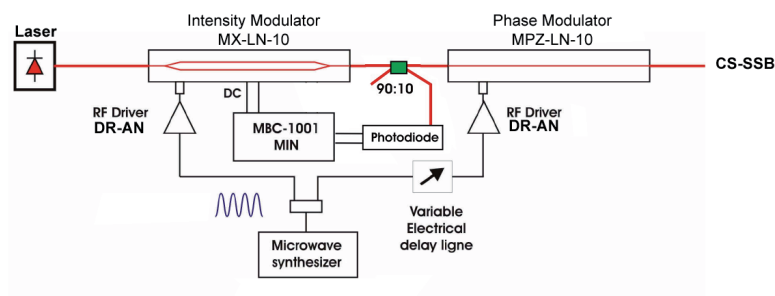 Intensity Modulator
MX-LN-10
Phase Modulator
MPZ-LN-10
Laser
CS-SSB
90:10
DC
RF Driver
DR-AN
MBC-1001
MIN
Photodiode
RF Driver
DR-AN
Variable
Electrical
delay ligne
Microwave
synthesizer